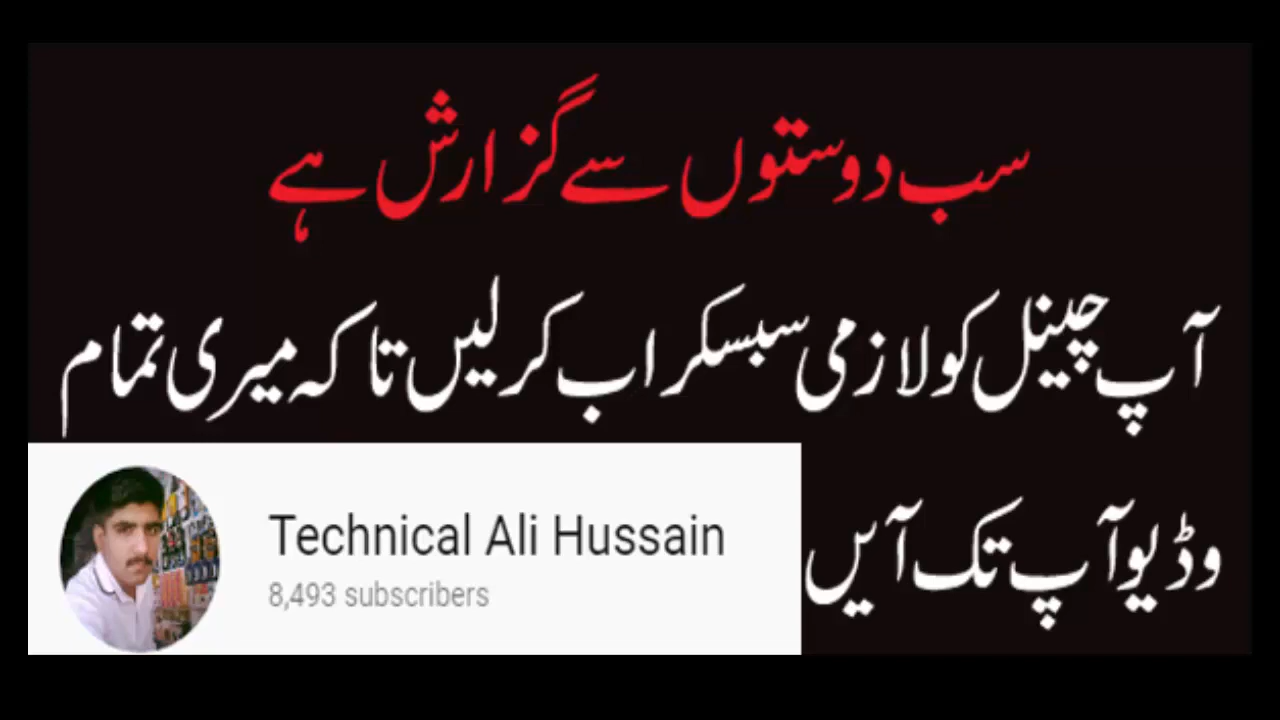 سب دوستوں سے گزارش ہے
آپ چینل کو لازمی سبسکراب کرلیں تاکہ میری تمام
وڈیو آپ تک آیں
Technical Ali Hussain
8,493 subscribers